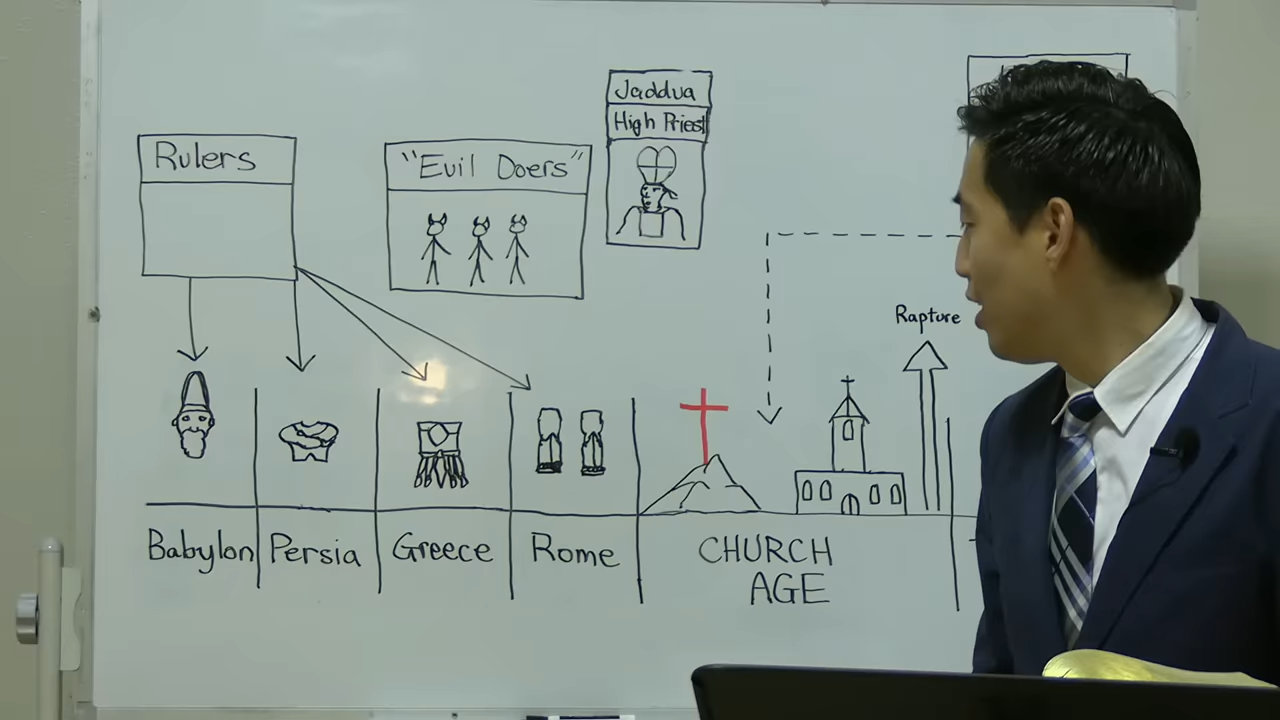 Rulers
"Evil Doers"
Jaddua
High Priest
Rapture
Babylon
Persia
Greece
Rome
CHURCH
AGE